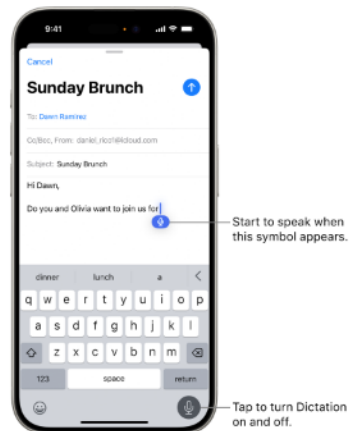 9:41
Cancel
Sunday Brunch
To: Dawn Ramirez
Cc/Bcc, From: daniel_rico1@icloud.com
Subject: Sunday Brunch
Hi Dawn,
Do you and Olivia want to join us for
Start to speak when
this symbol appears.
dinner lunch a
q w e r t y u i o p
a s d f g h j k l
z x c v b n m
123 space return
Tap to turn Dictation
on and off.